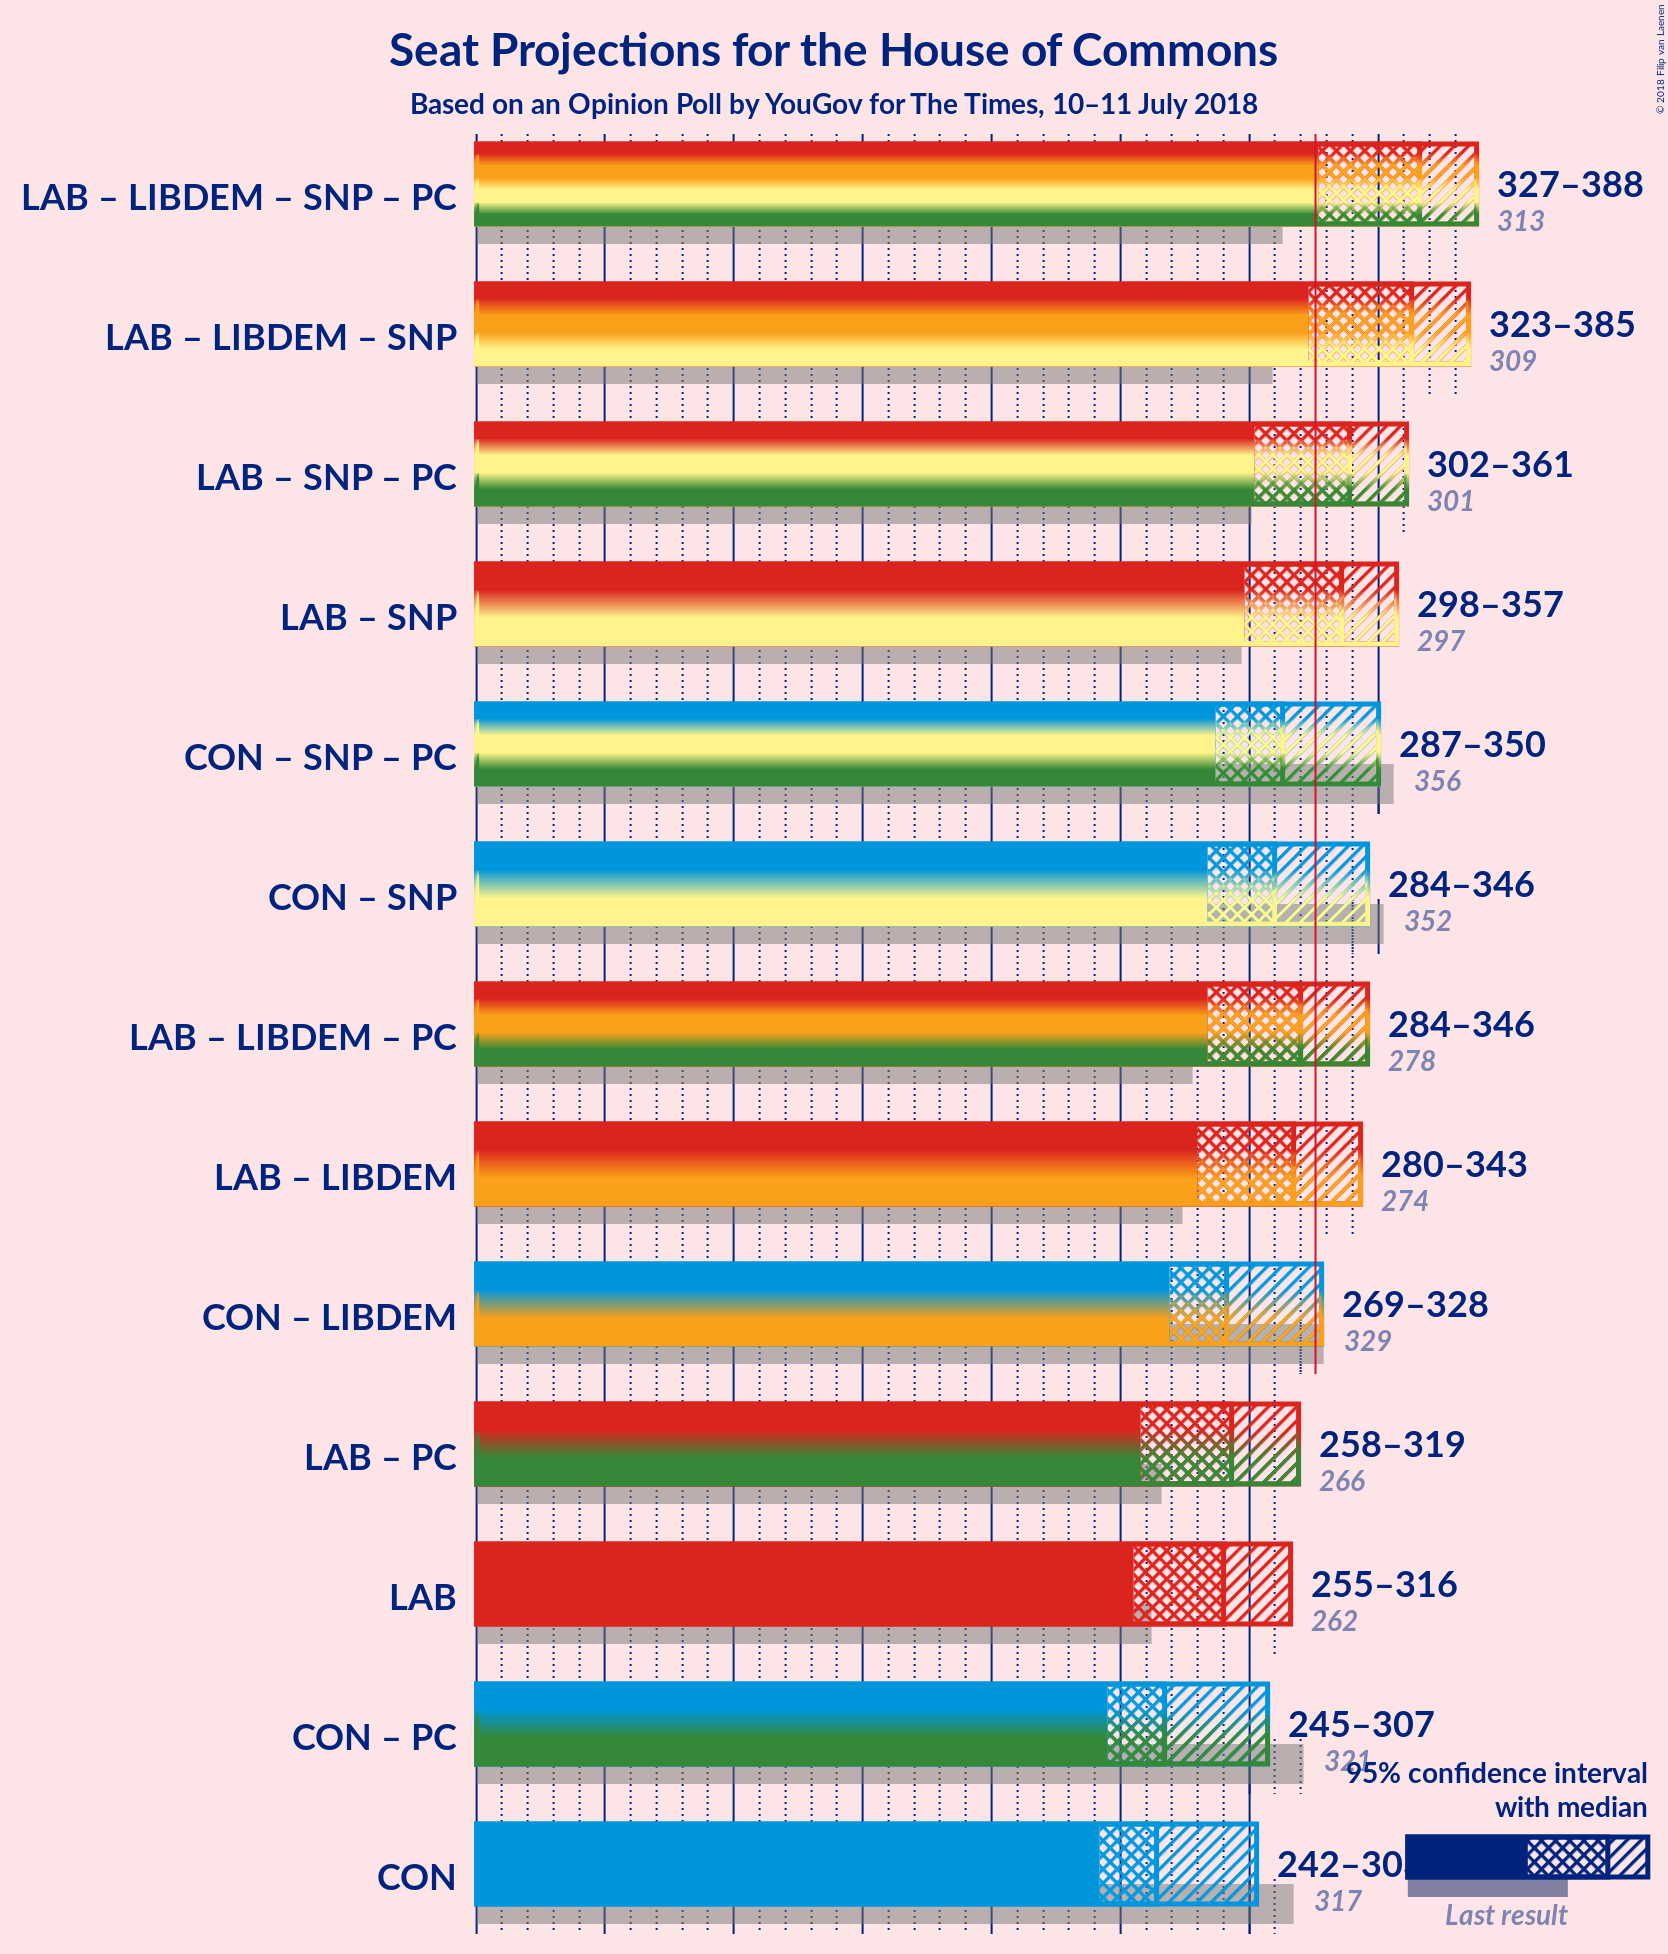 © 2018 Filip van Laenen
Seat Projections for the House of Commons
Based on an Opinion Poll by YouGov for The Times, 10–11 July 2018
LAB – LIBDEM – SNP – PC
327–388
313
LAB – LIBDEM – SNP
323–385
309
LAB – SNP – PC
302–361
301
LAB – SNP
298–357
297
CON – SNP – PC
287–350
356
CON – SNP
284–346
352
LAB – LIBDEM – PC
284–346
278
LAB – LIBDEM
280–343
274
CON – LIBDEM
269–328
329
LAB – PC
258–319
266
LAB
255–316
262
CON – PC
245–307
321
95% confidence interval
with median
CON
317
Last result